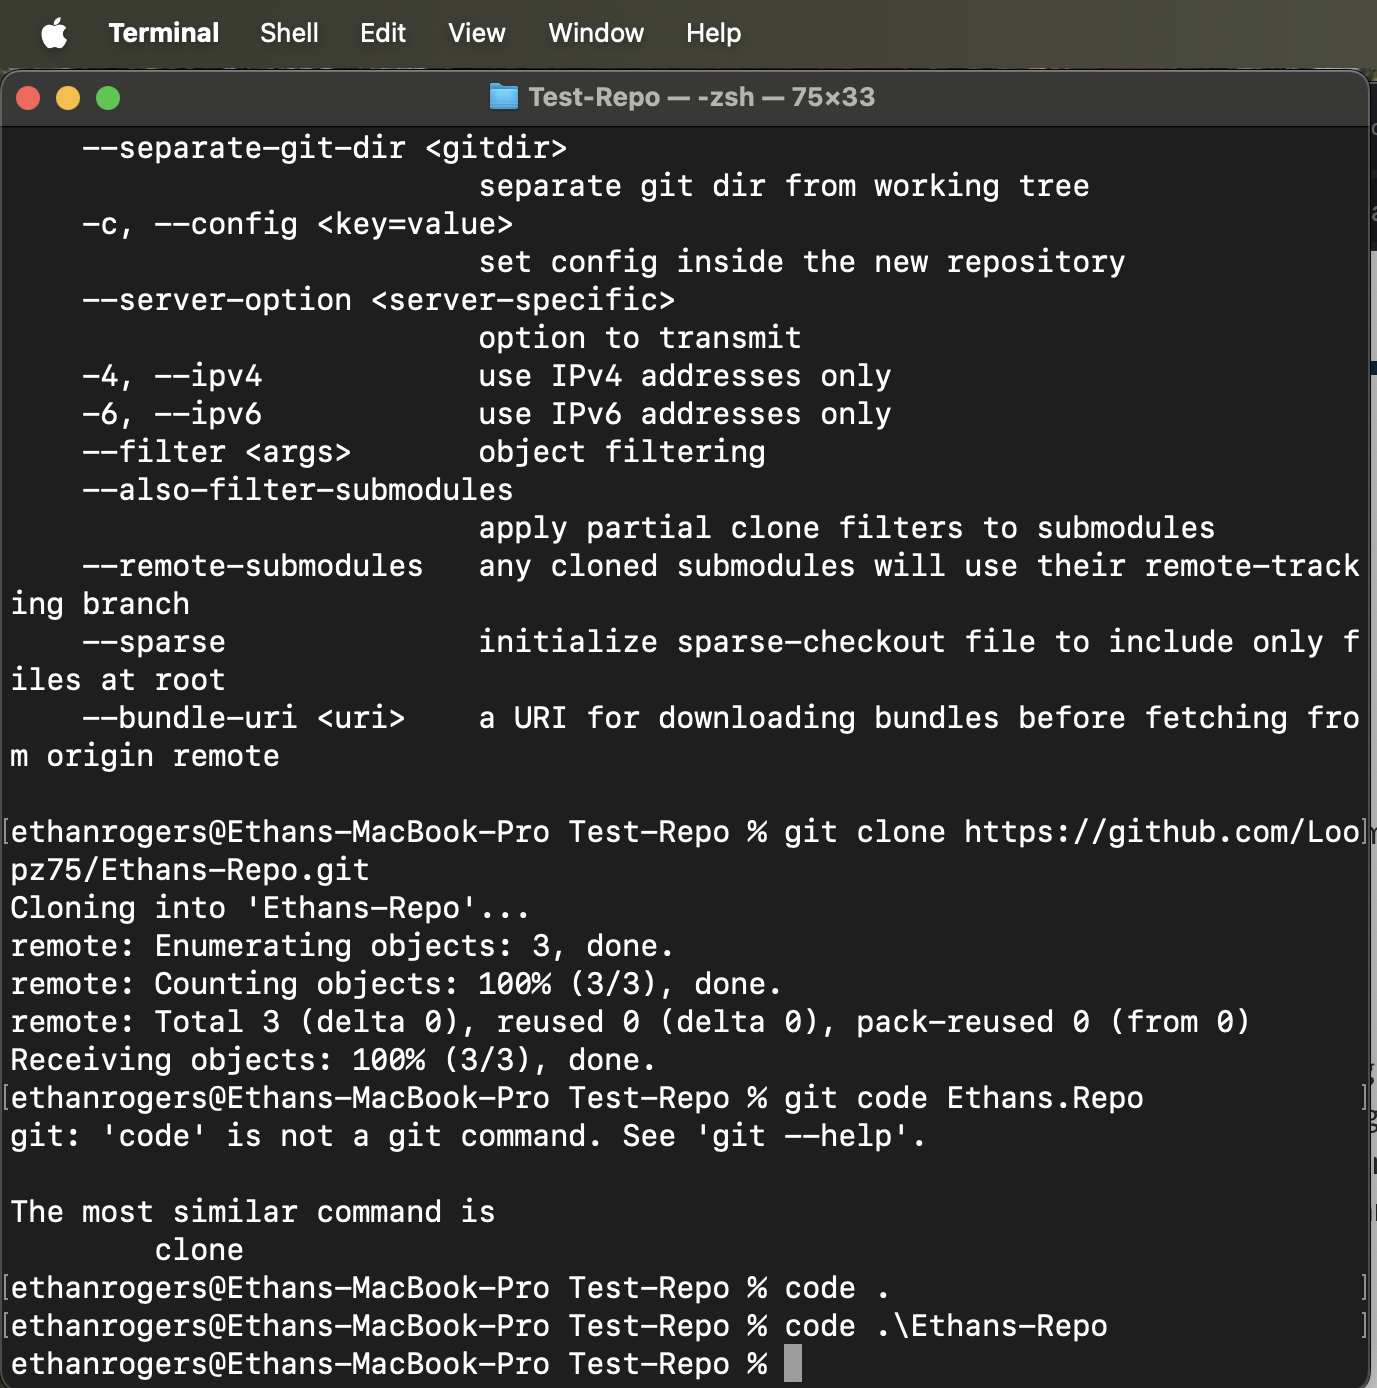 Terminal Shell Edit View Window Help
Test-Repo — -zsh — 75×33
--separate-git-dir <gitdir>
separate git dir from working tree
-c, --config <key=value>
set config inside the new repository
--server-option <server-specific>
option to transmit
-4, --ipv4 use IPv4 addresses only
-6, --ipv6 use IPv6 addresses only
--filter <args> object filtering
--also-filter-submodules
apply partial clone filters to submodules
--remote-submodules any cloned submodules will use their remote-track
ing branch
--sparse initialize sparse-checkout file to include only f
iles at root
--bundle-uri <uri> a URI for downloading bundles before fetching fro
m origin remote
[ethanrogers@Ethans-MacBook-Pro Test-Repo % git clone https://github.com/Loo]
pz75/Ethans-Repo.git
Cloning into 'Ethans-Repo'...
remote: Enumerating objects: 3, done.
remote: Counting objects: 100% (3/3), done.
remote: Total 3 (delta 0), reused 0 (delta 0), pack-reused 0 (from 0)
Receiving objects: 100% (3/3), done.
[ethanrogers@Ethans-MacBook-Pro Test-Repo % git code Ethans.Repo ]
git: 'code' is not a git command. See 'git --help'.
The most similar command is
clone
[ethanrogers@Ethans-MacBook-Pro Test-Repo % code . ]
[ethanrogers@Ethans-MacBook-Pro Test-Repo % code .\Ethans-Repo ]
ethanrogers@Ethans-MacBook-Pro Test-Repo %